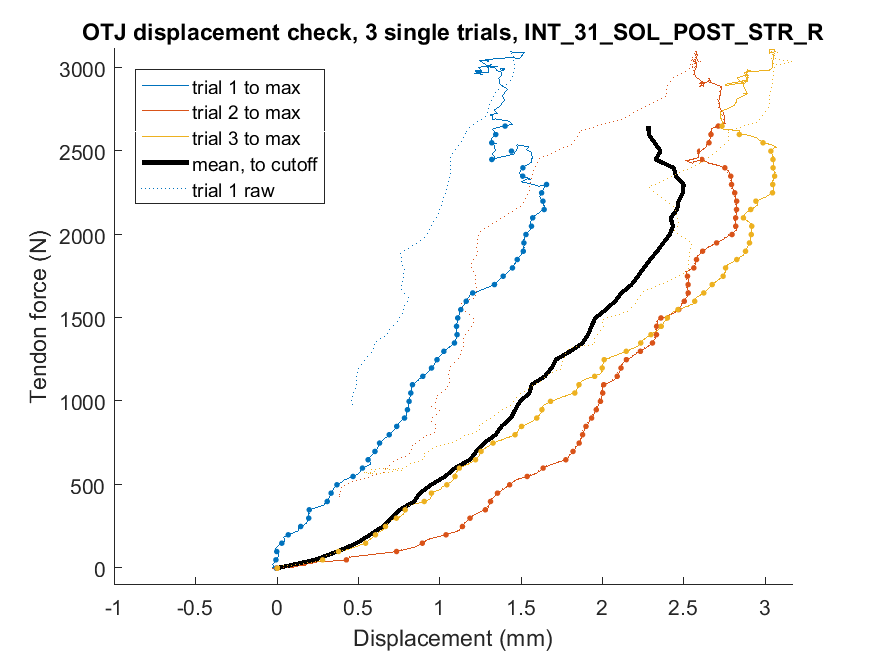 OTJ displacement check, 3 single trials, INT_31_SOL_POST_STR_R
3000
2500
2000
1500
1000
500
0
Tendon force (N)
trial 1 to max
trial 2 to max
trial 3 to max
mean, to cutoff
trial 1 raw
-1
-0.5
0
0.5
1
1.5
2
2.5
3
Displacement (mm)